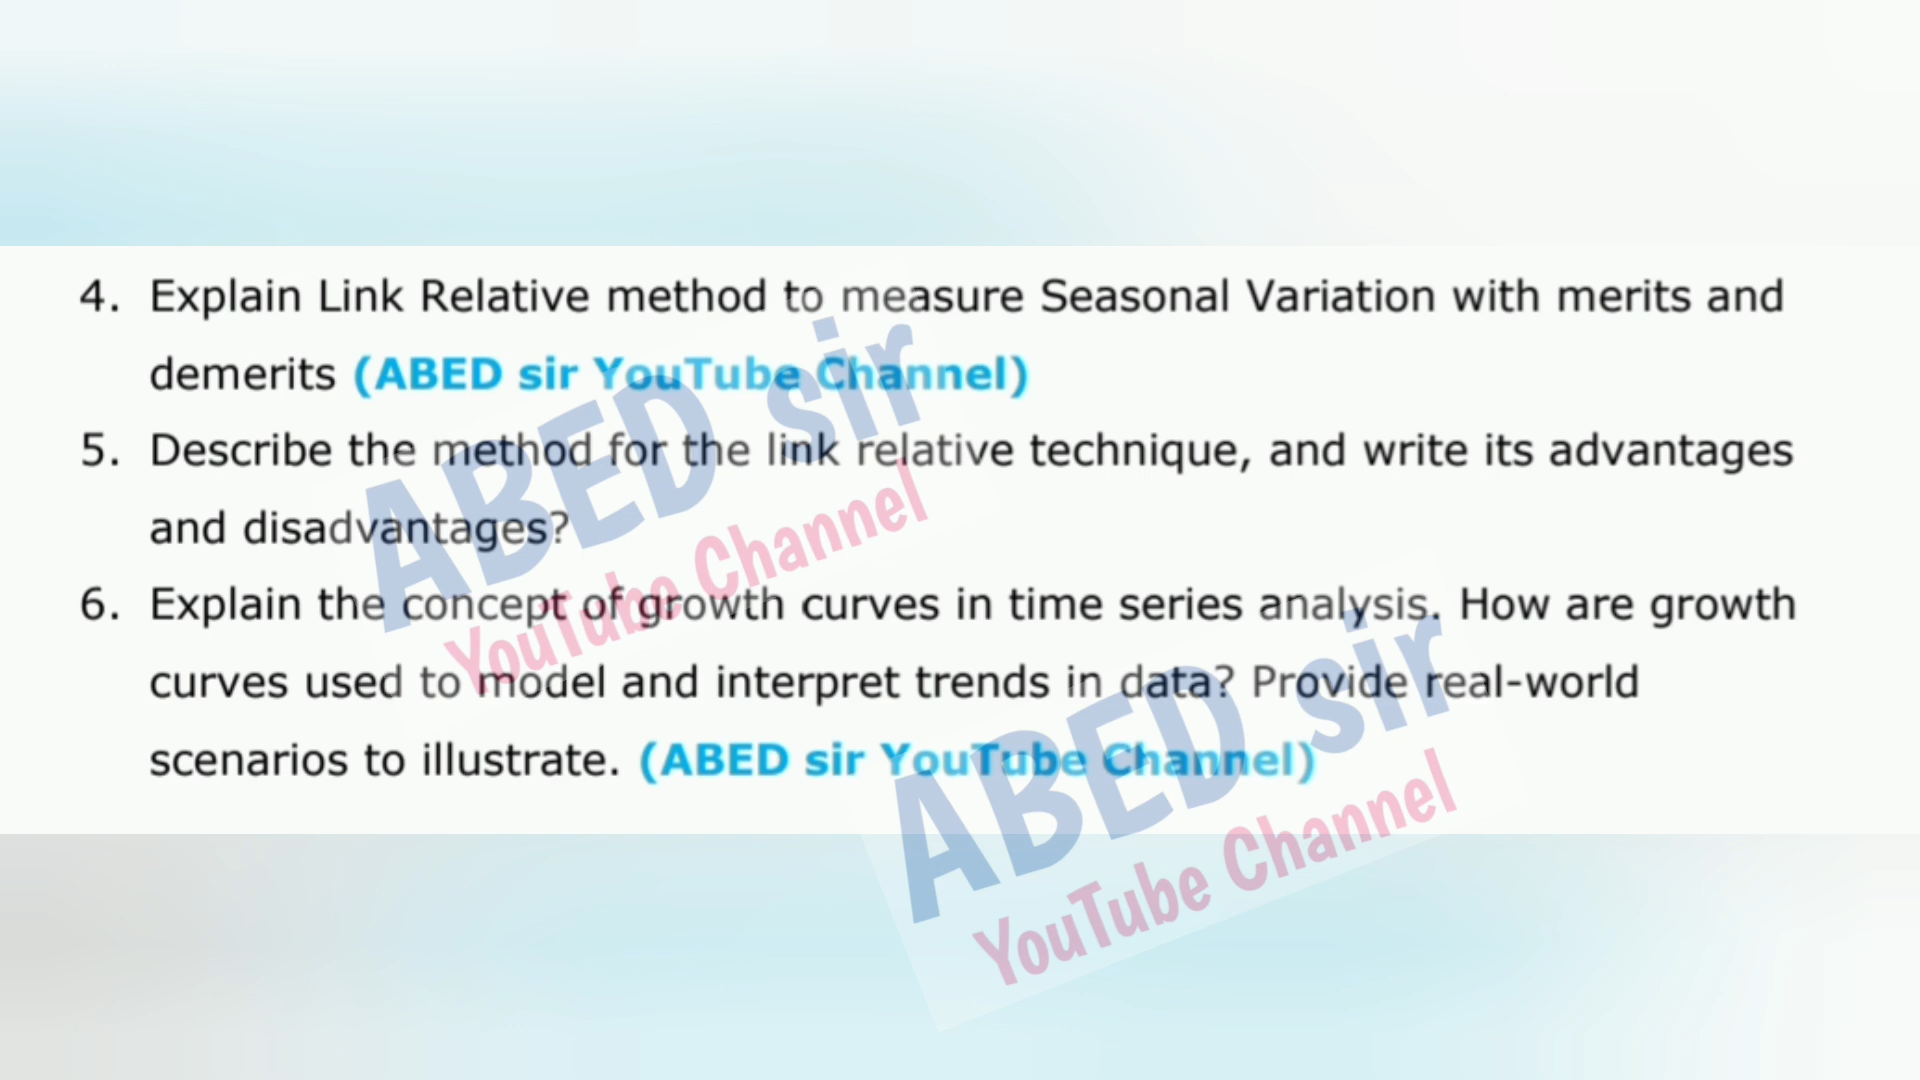 4. Explain Link Relative method to measure Seasonal Variation with merits and
demerits (ABED sir YouTube Channel)
5. Describe the method for the link relative technique, and write its advantages
and disadvantages?
6. Explain the concept of growth curves in time series analysis. How are growth
curves used to model and interpret trends in data? Provide real-world
scenarios to illustrate. (ABED sir YouTube Channel)
ABED sir
YouTube Channel
ABED sir
YouTube Channel